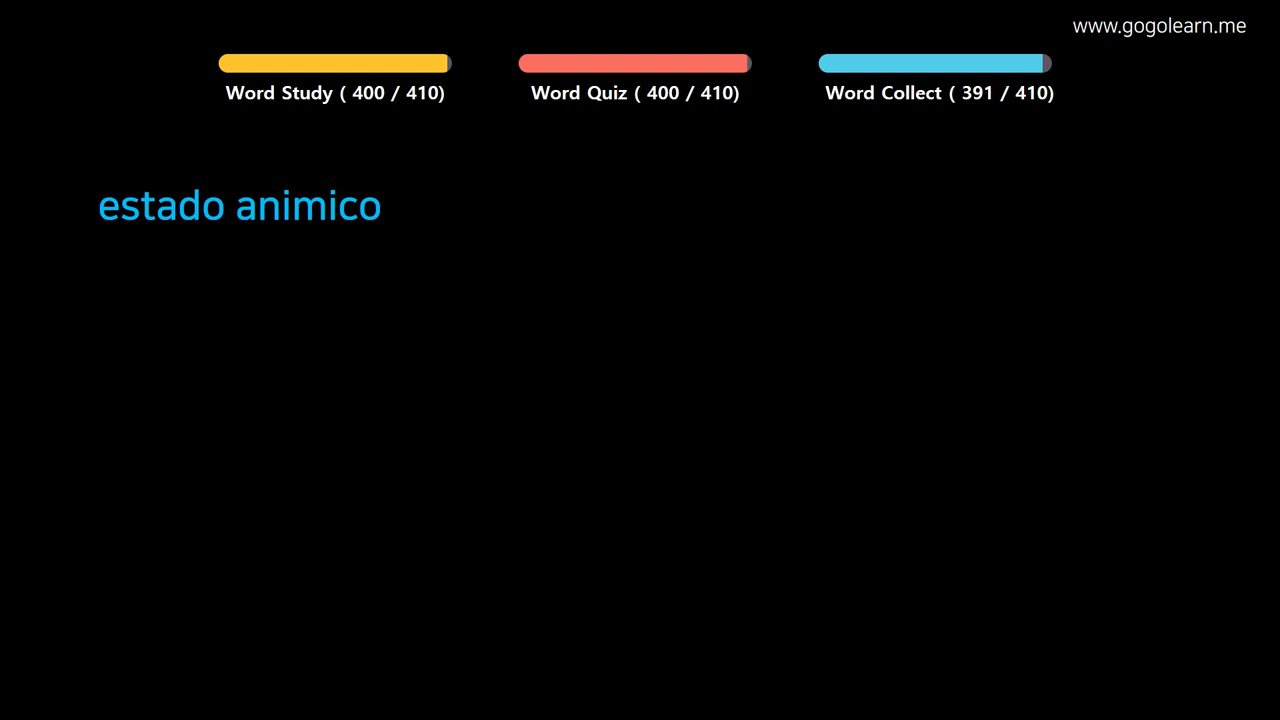 www.gogolearn.me
Word Study ( 400 / 410)
Word Quiz ( 400 / 410)
Word Collect ( 391 / 410)
estado animico